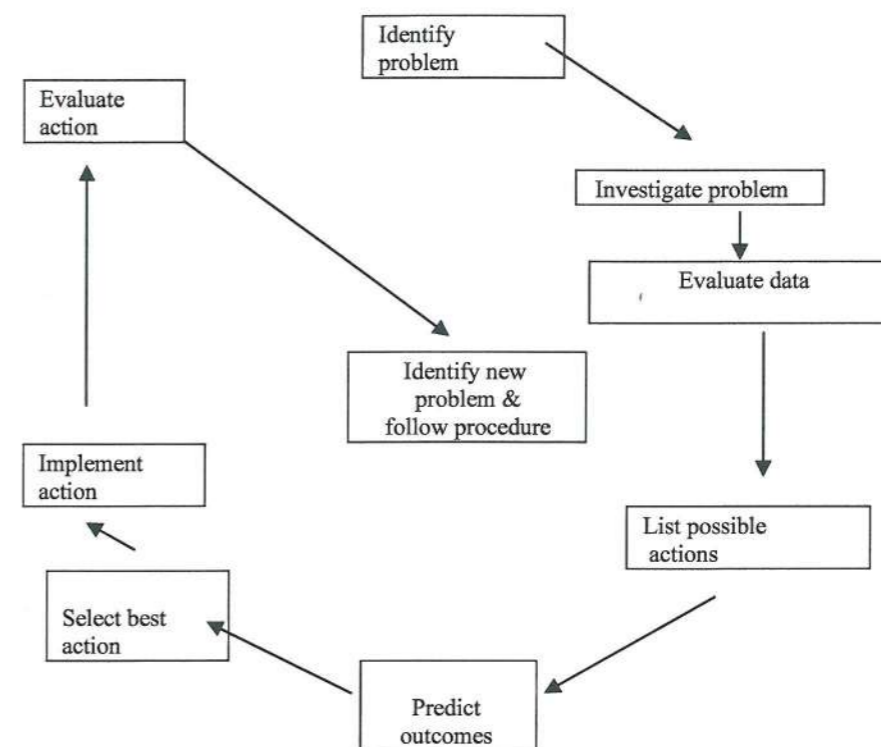 Identify
problem
Investigate problem
Evaluate data
List possible
actions
Predict
outcomes
Select best
action
Implement
action
Evaluate
action
Identify new
problem &
follow procedure